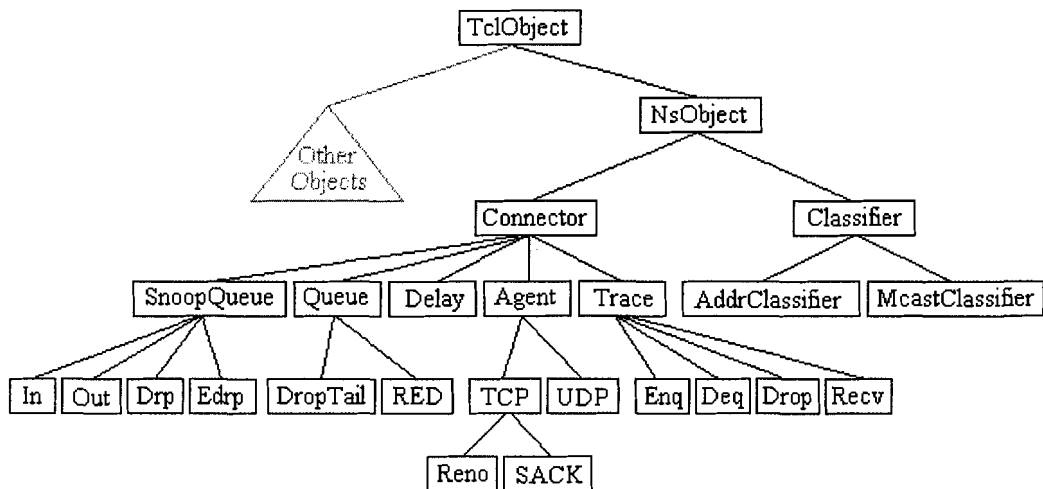 TclObject
NsObject
Other
Objects
Connector
Classifier
SnoopQueue
Queue
Delay
Agent
Trace
AddrClassifier
McastClassifier
In
Out
Drp
Edrp
DropTail
RED
TCP
UDP
Enq
Deq
Drop
Recv
Reno
SACK